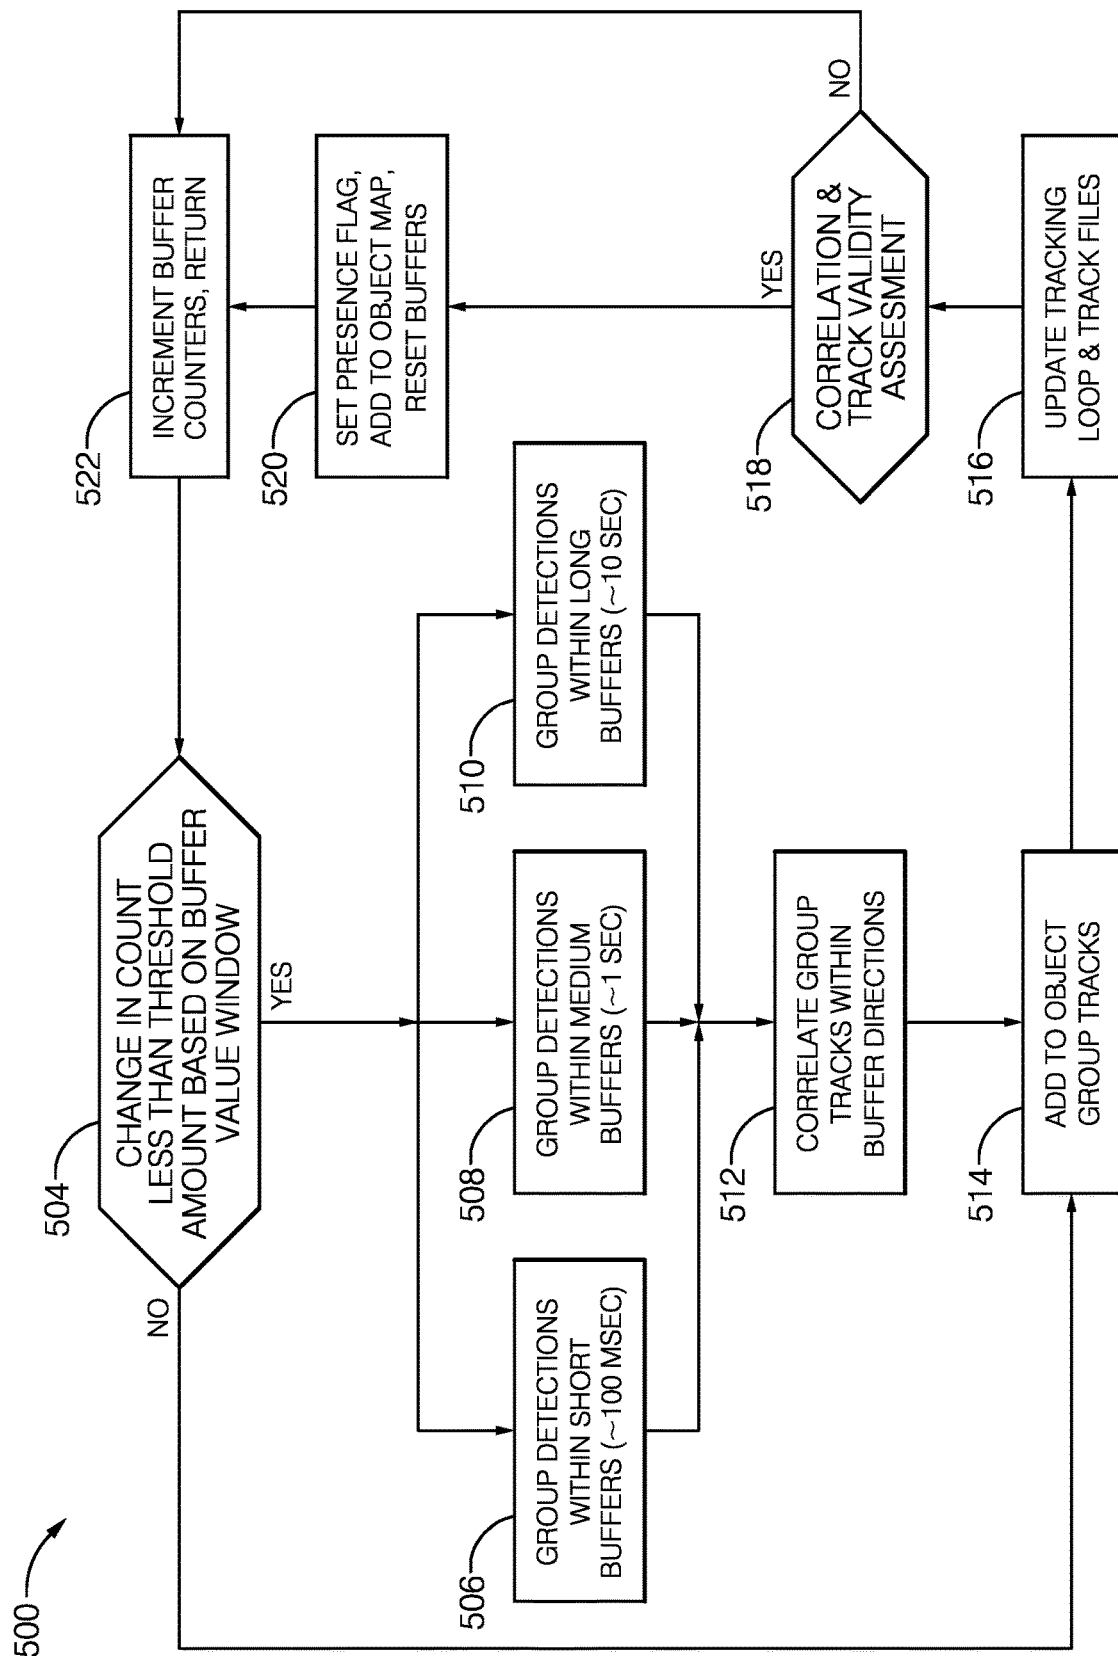 500
504
CHANGE IN COUNT
LESS THAN THRESHOLD
AMOUNT BASED ON BUFFER
VALUE WINDOW
NO
YES
506
GROUP DETECTIONS
WITHIN SHORT
BUFFERS (~100 MSEC)
508
GROUP DETECTIONS
WITHIN MEDIUM
BUFFERS (~1 SEC)
510
GROUP DETECTIONS
WITHIN LONG
BUFFERS (~10 SEC)
512
CORRELATE GROUP
TRACKS WITHIN
BUFFER DIRECTIONS
514
ADD TO OBJECT
GROUP TRACKS
516
UPDATE TRACKING
LOOP & TRACK FILES
518
CORRELATION &
TRACK VALIDITY
ASSESMENT
YES
NO
520
SET PRESENCE FLAG,
ADD TO OBJECT MAP,
RESET BUFFERS
522
INCREMENT BUFFER
COUNTERS, RETURN